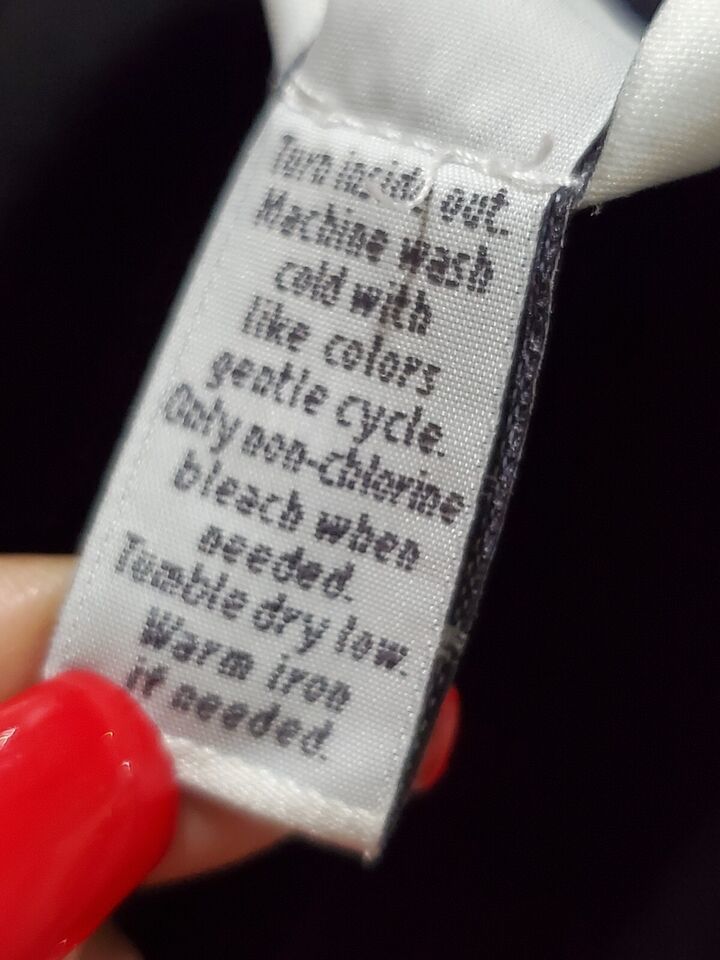 Turn inside out.
Machine wash
cold with
like colors
gentle cycle.
Only non-chlorine
bleach when
needed.
Tumble dry low.
Warm iron
if needed.